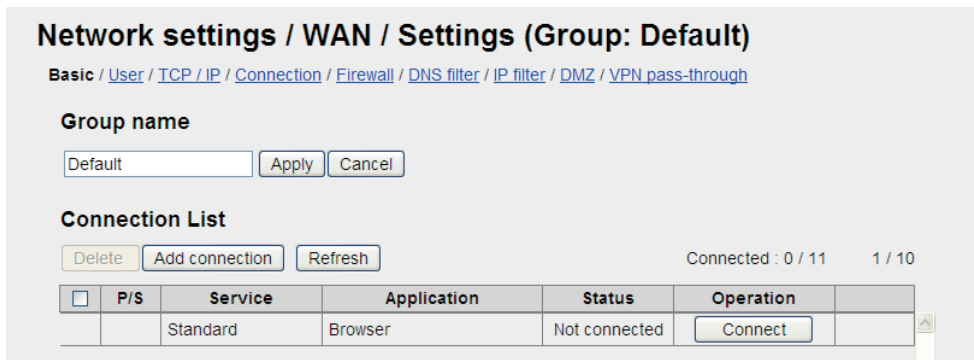 Network settings / WAN / Settings (Group: Default)
Basic / User / TCP / IP / Connection / Firewall / DNS filter / IP filter / DMZ / VPN pass-through
Group name
Default Apply Cancel
Connection List
Delete Add connection Refresh Connected : 0 / 11 1 / 10
P/S Service Application Status Operation
Standard Browser Not connected Connect